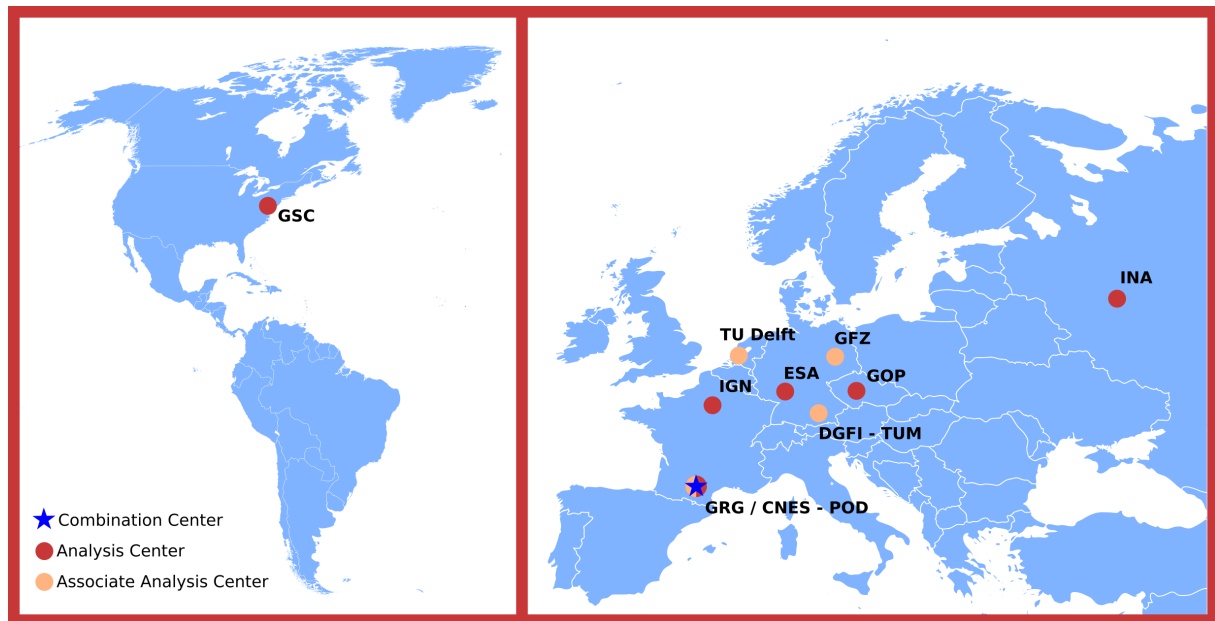 GSC
Combination Center
Analysis Center
Associate Analysis Center
INA
TU Delft
GFZ
ESA
GOP
IGN
DGFI - TUM
GRG / CNES - POD